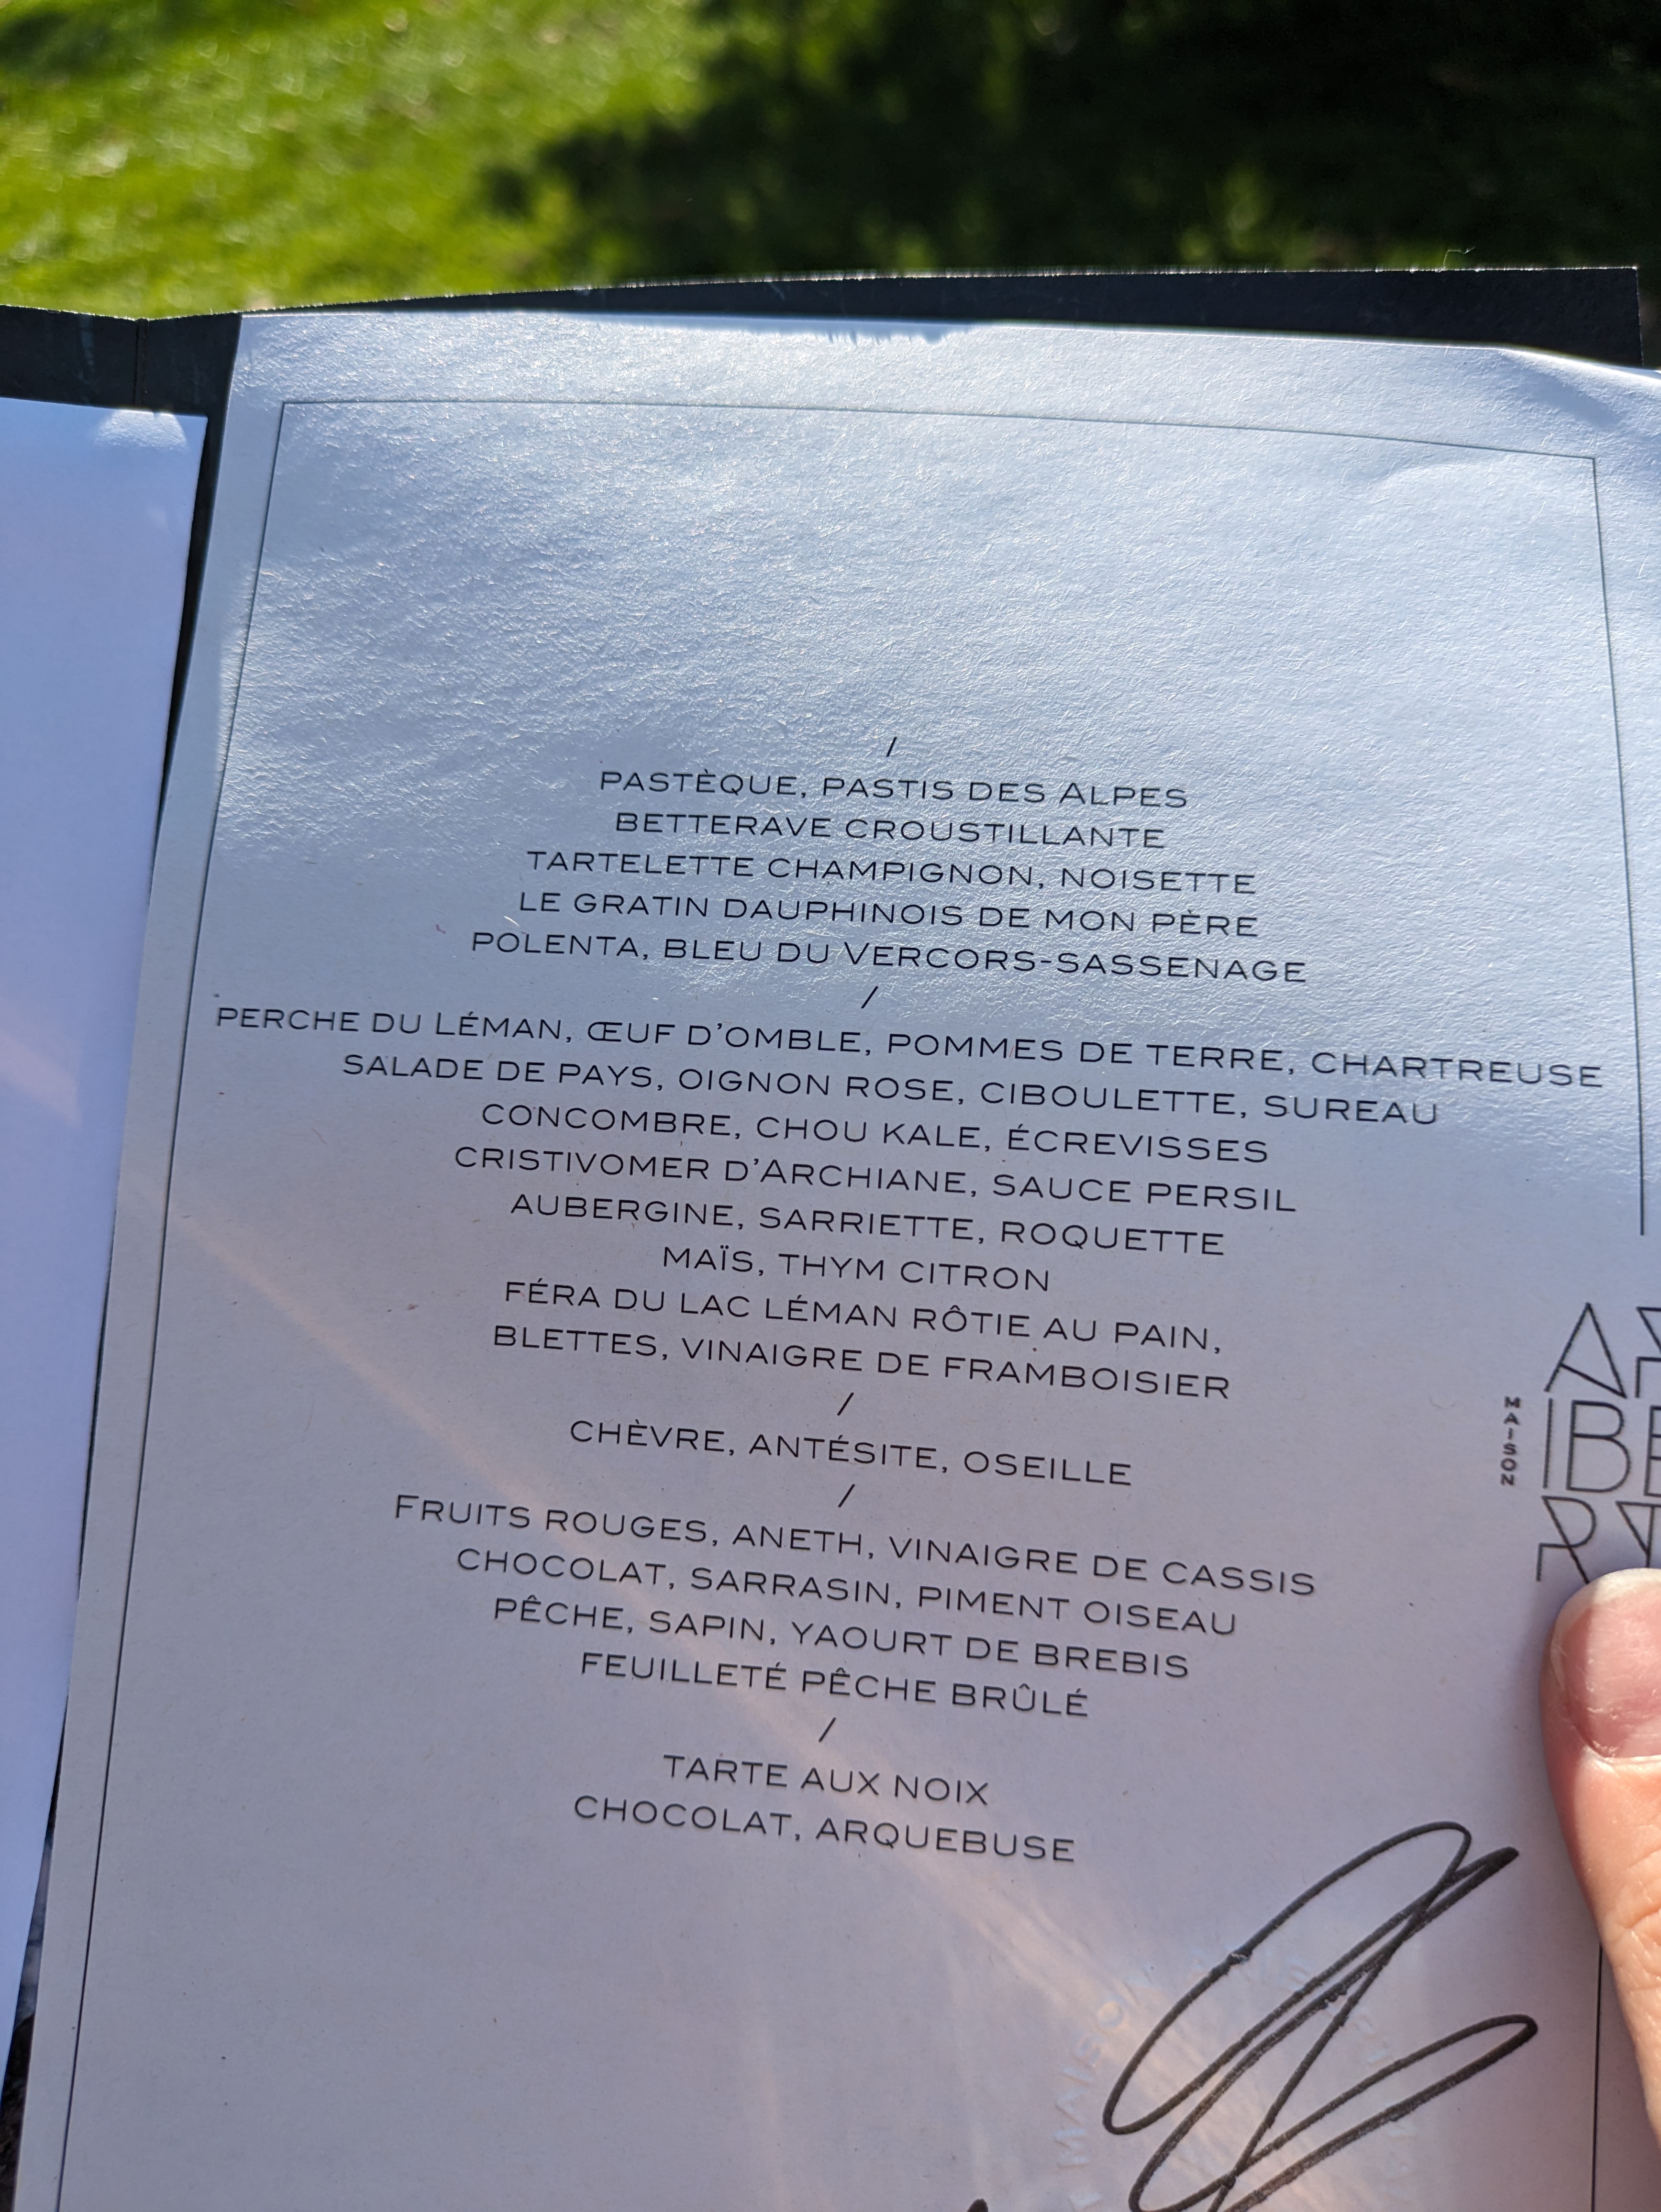 /
PASTÈQUE, PASTIS DES ALPES
BETTERAVE CROUSTILLANTE
TARTELETTE CHAMPIGNON, NOISETTE
LE GRATIN DAUPHINOIS DE MON PÈRE
POLENTA, BLEU DU VERCORS-SASSENAGE
/
PERCHE DU LÉMAN, ŒUF D'OMBLE, POMMES DE TERRE, CHARTREUSE
SALADE DE PAYS, OIGNON ROSE, CIBOULETTE, SUREAU
CONCOMBRE, CHOU KALE, ÉCREVISSES
CRISTIVOMER D'ARCHIANE, SAUCE PERSIL
AUBERGINE, SARRIETTE, ROQUETTE
MAÏS, THYM CITRON
FÉRA DU LAC LÉMAN RÔTIE AU PAIN,
BLETTES, VINAIGRE DE FRAMBOISIER
/
CHÈVRE, ANTÉSITE, OSEILLE
/
FRUITS ROUGES, ANETH, VINAIGRE DE CASSIS
CHOCOLAT, SARRASIN, PIMENT OISEAU
PÊCHE, SAPIN, YAOURT DE BREBIS
FEUILLETÉ PÊCHE BRÛLÉ
/
TARTE AUX NOIX
CHOCOLAT, ARQUEBUSE
MAISON
MAISON